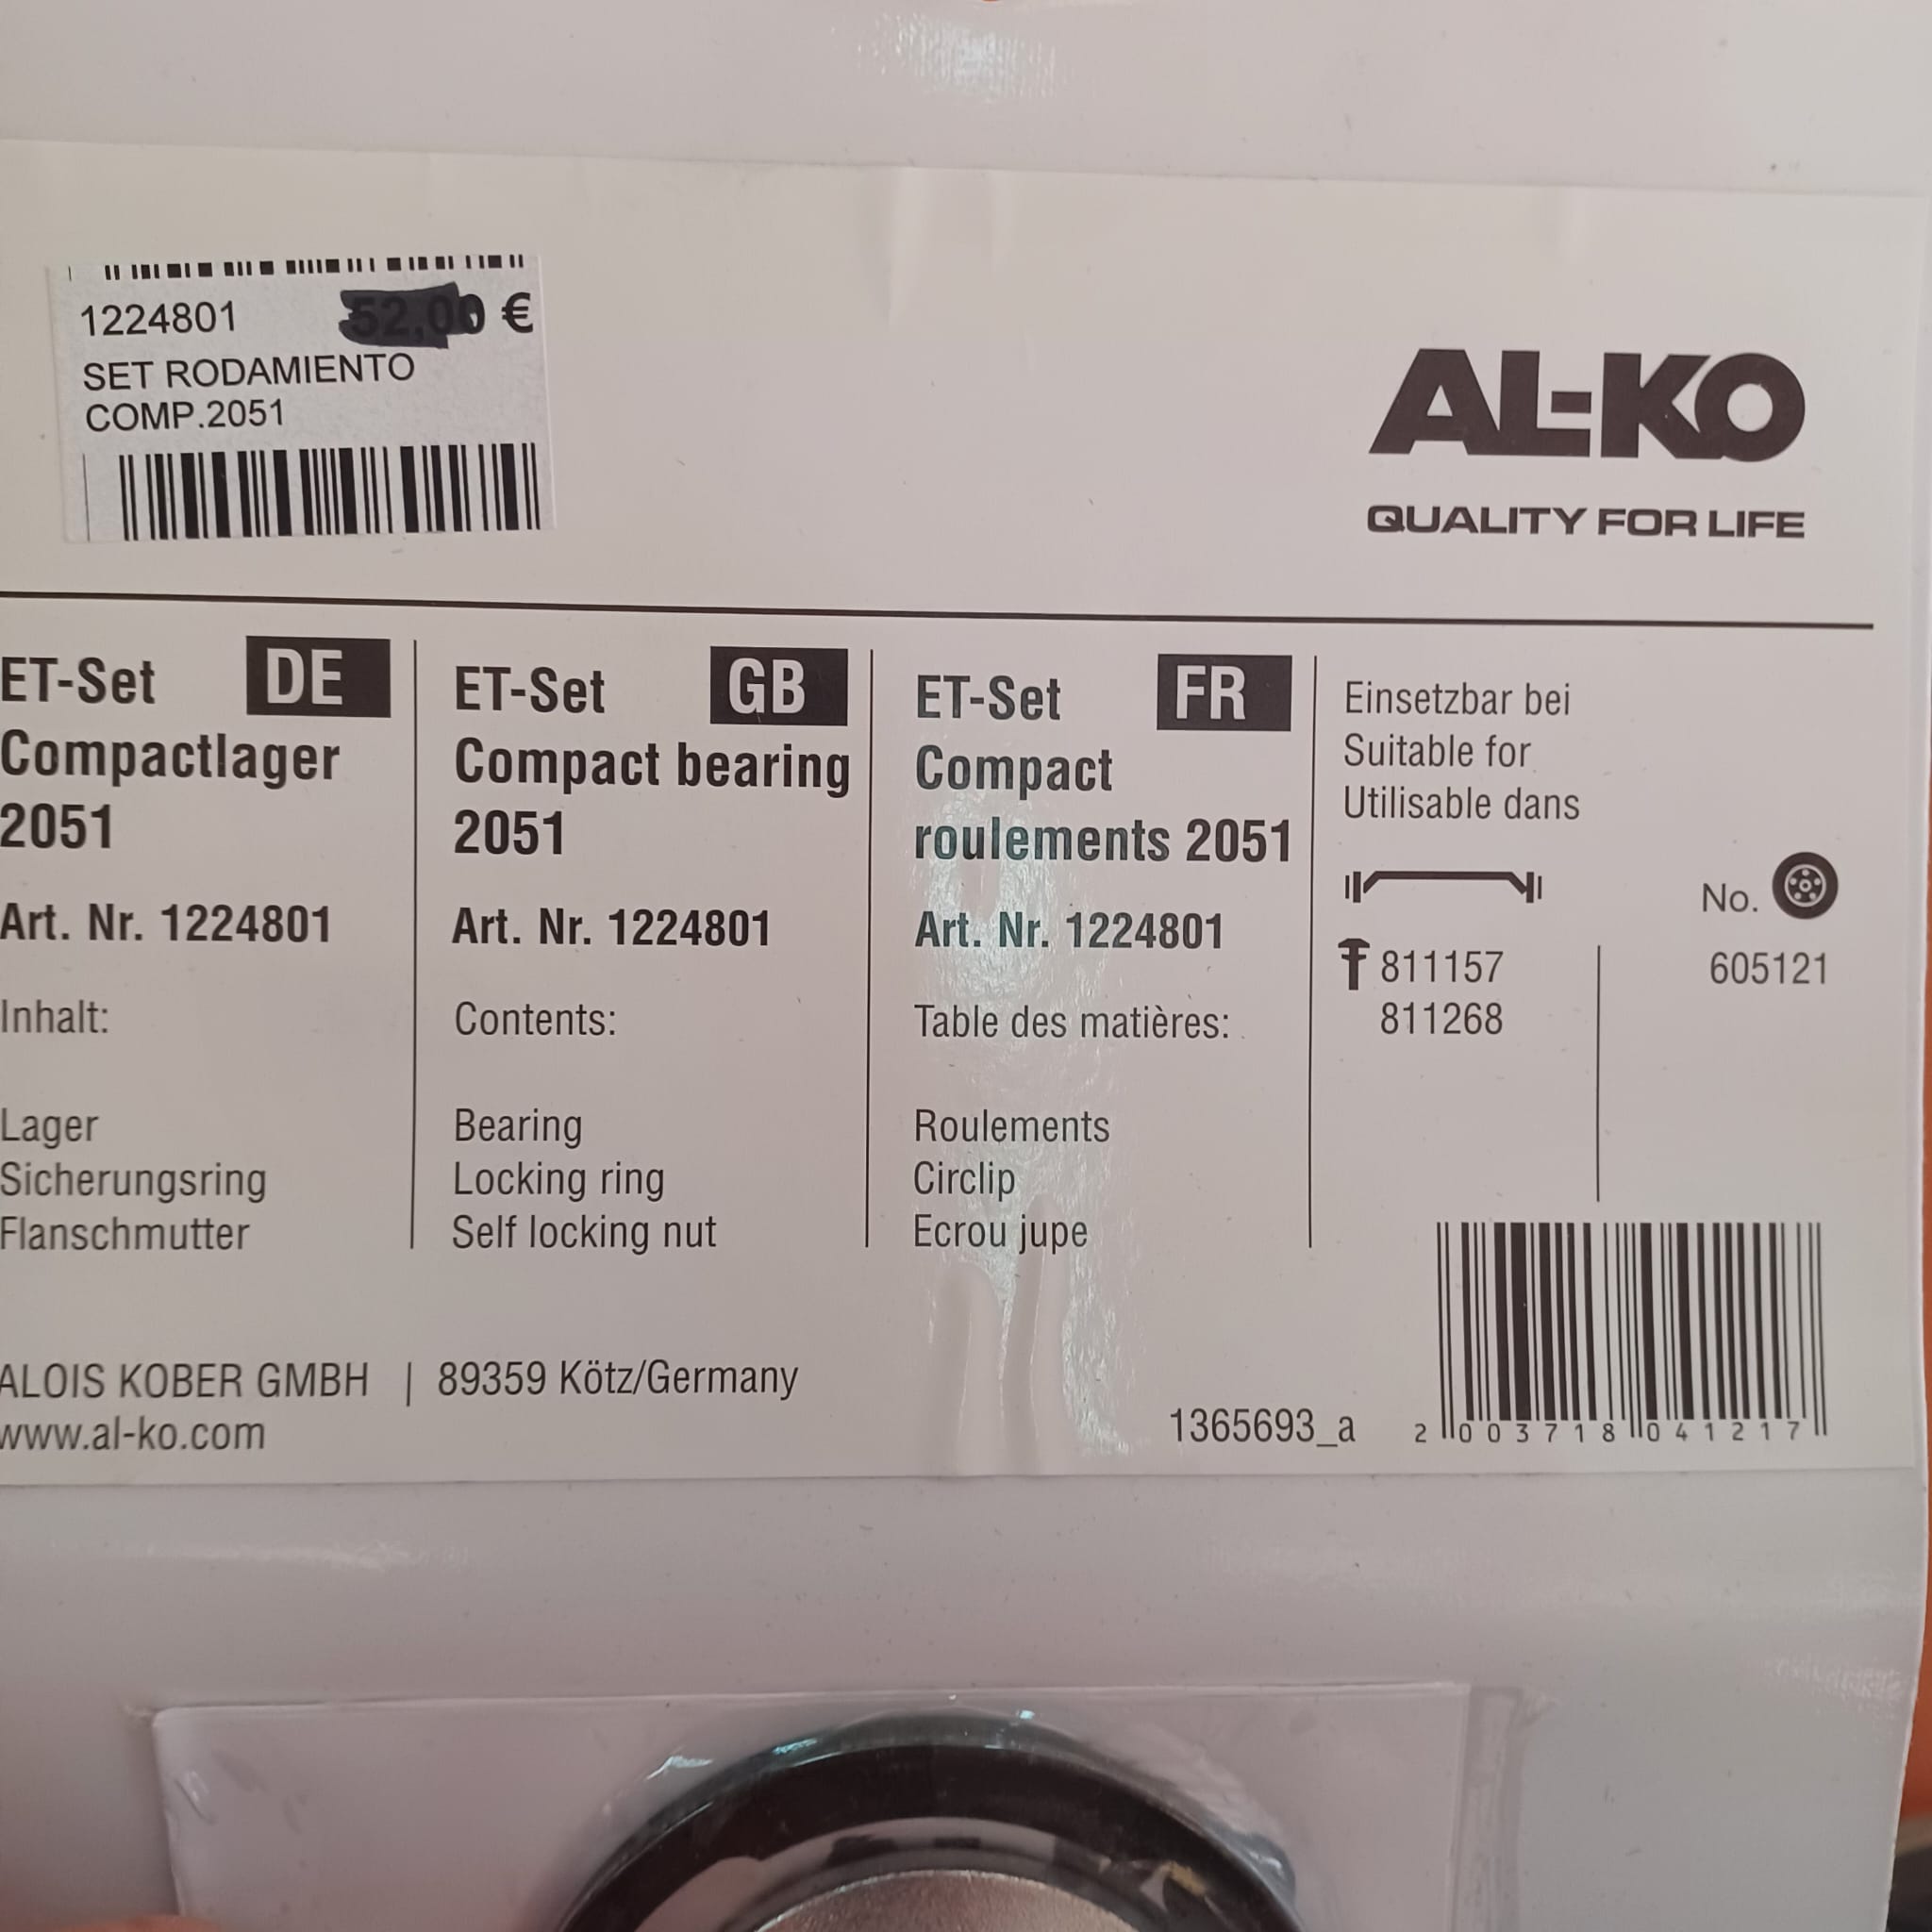 1224801 52,00 €
SET RODAMIENTO
COMP.2051
AL-KO
QUALITY FOR LIFE
ET-Set DE
Compactlager
2051
Art. Nr. 1224801
Inhalt:
Lager
Sicherungsring
Flanschmutter
ET-Set GB
Compact bearing
2051
Art. Nr. 1224801
Contents:
Bearing
Locking ring
Self locking nut
ET-Set FR
Compact
roulements 2051
Art. Nr. 1224801
Table des matières:
Roulements
Circlip
Ecrou jupe
Einsetzbar bei
Suitable for
Utilisable dans
No.
811157
811268
605121
ALOIS KOBER GMBH | 89359 Kötz/Germany
www.al-ko.com
1365693_a
2 003718 041217